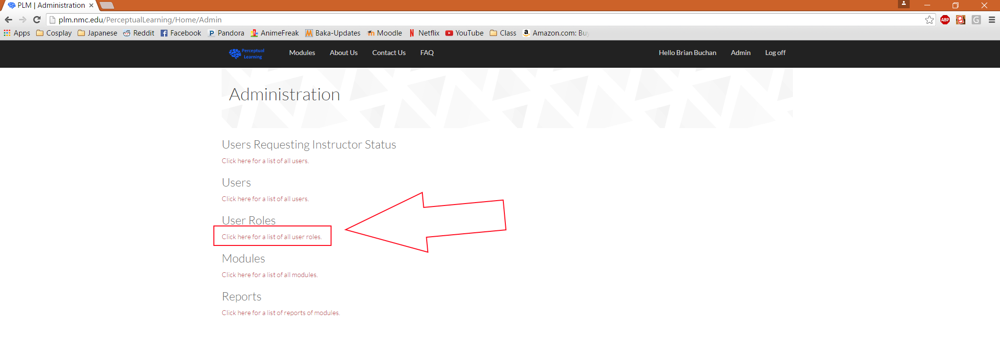 PLM | Administration
plm.nmc.edu/PerceptualLearning/Home/Admin
ABP
G
Apps Cosplay Japanese Reddit Facebook Pandora AnimeFreak Baka-Updates Moodle Netflix YouTube Class Amazon.com: Bu
Perceptual
Learning
Modules About Us Contact Us FAQ Hello Brian Buchan Admin Log off
Administration
Users Requesting Instructor Status
Click here for a list of all users.
Users
Click here for a list of all users.
User Roles
Click here for a list of all user roles.
Modules
Click here for a list of all modules.
Reports
Click here for a list of reports of modules.